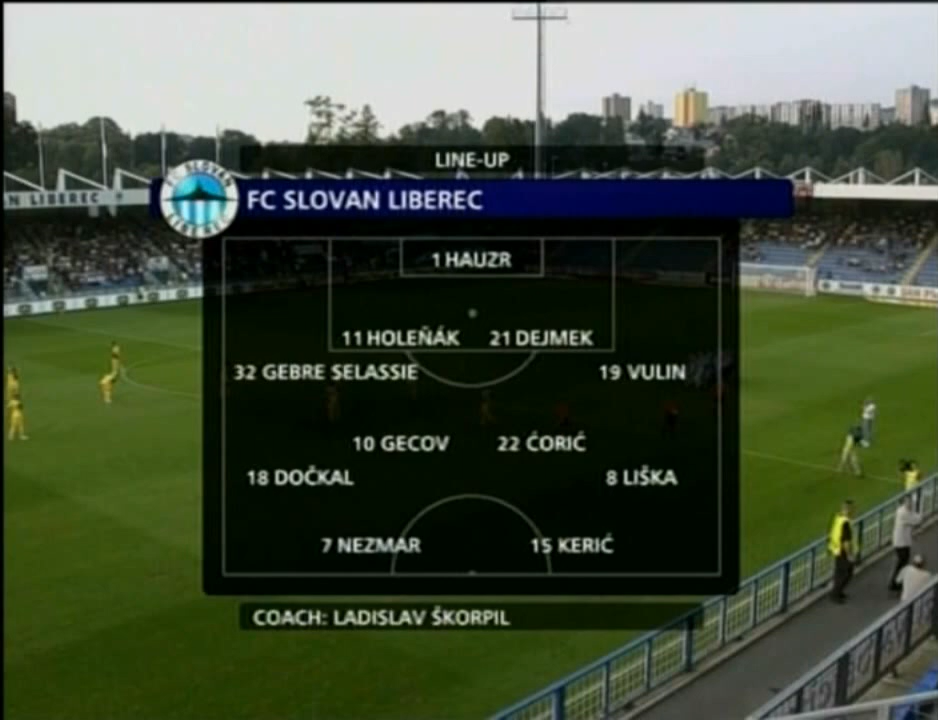 LINE-UP
FC SLOVAN LIBEREC
N LIBEREC
1 HAUZR
11 HOLEŇÁK 21 DEJMEK
32 GEBRE SELASSIE 19 VULIN
10 GECOV 22 ĆORIĆ
18 DOČKAL 8 LIŠKA
7 NEZMAR 15 KERIĆ
COACH: LADISLAV ŠKORPIL